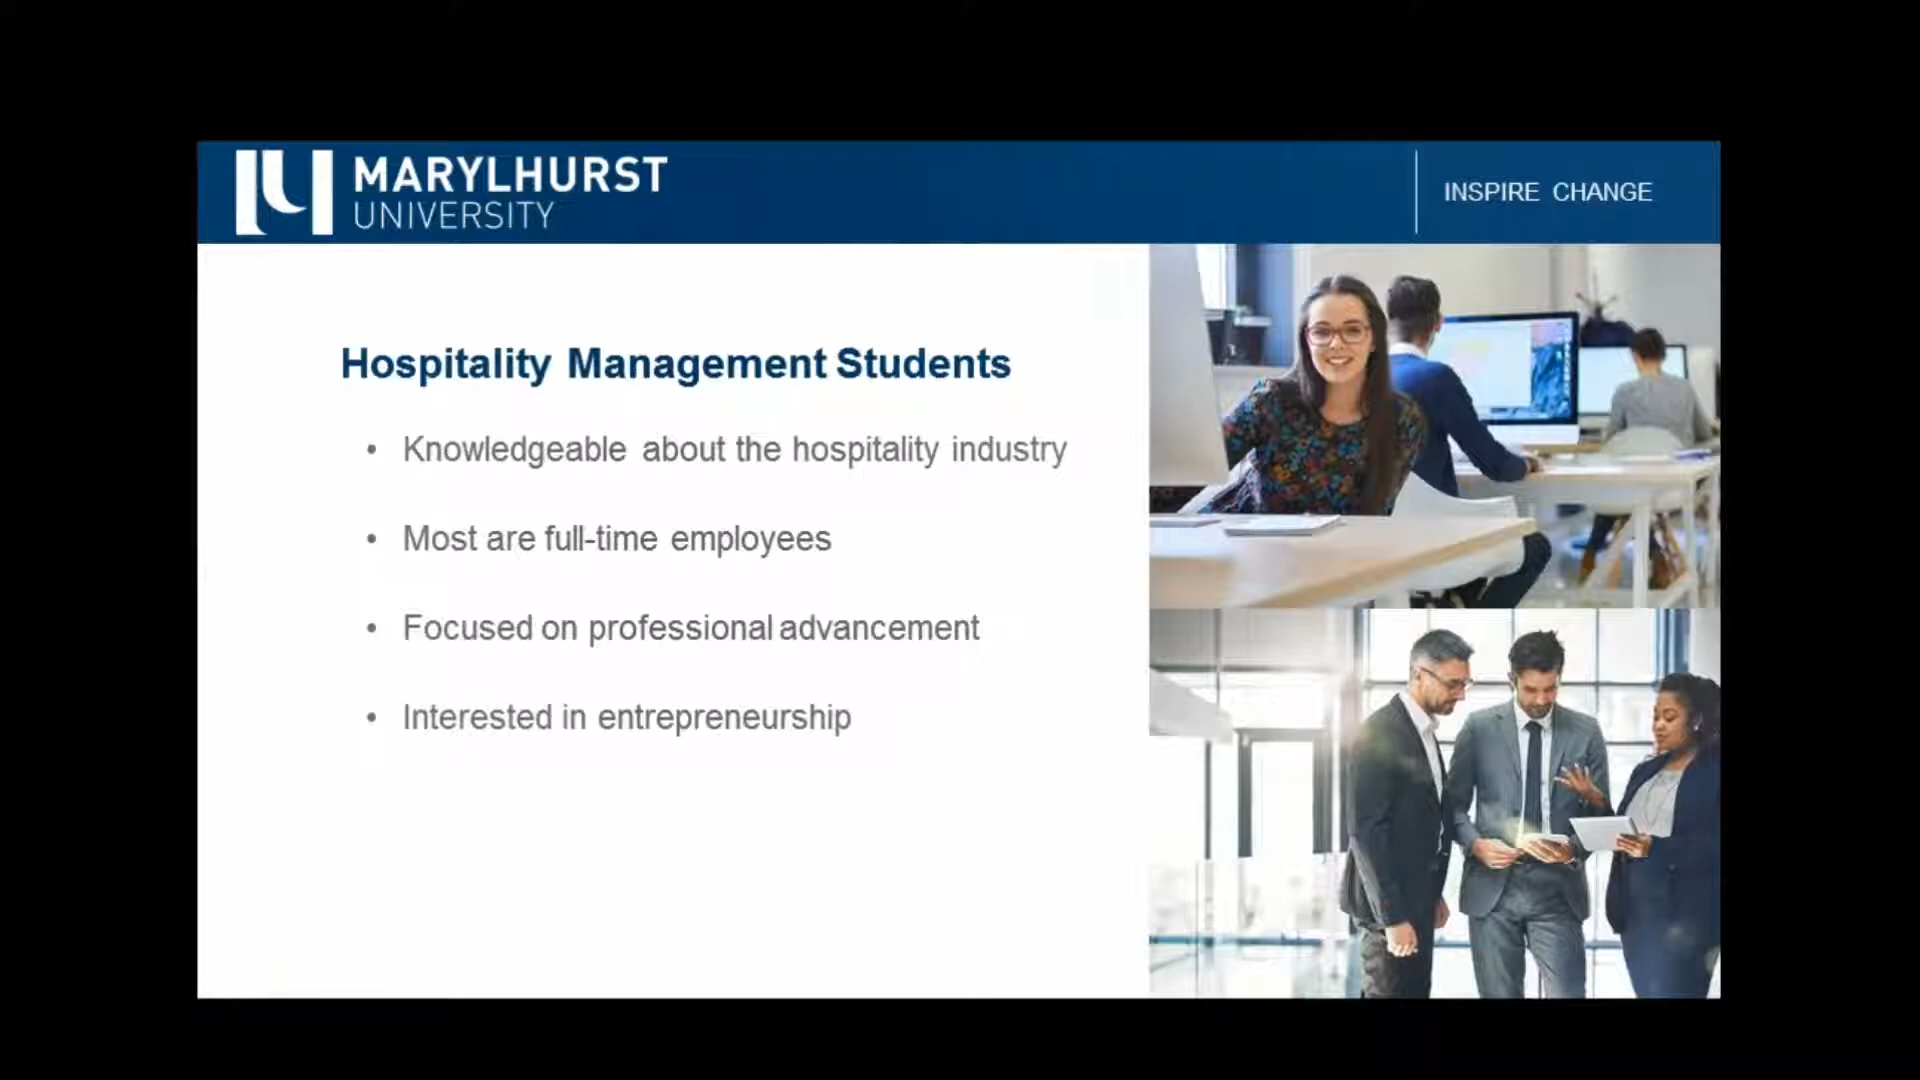 MARYLHURST
UNIVERSITY
INSPIRE CHANGE
Hospitality Management Students
• Knowledgeable about the hospitality industry
• Most are full-time employees
• Focused on professional advancement
• Interested in entrepreneurship